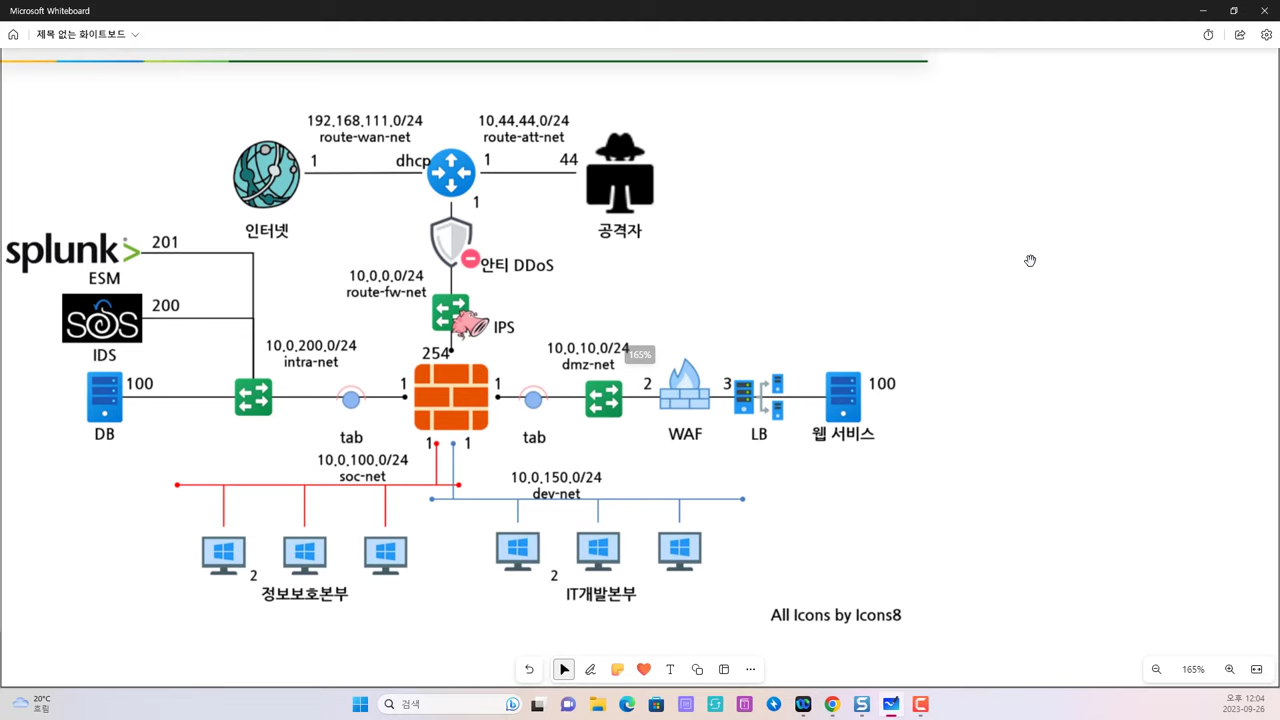 Microsoft Whiteboard
제목 없는 화이트보드
192.168.111.0/24
route-wan-net
10.44.44.0/24
route-att-net
1
dhcp
1
44
1
인터넷
공격자
splunk>
201
ESM
안티 DDoS
10.0.0.0/24
route-fw-net
200
SOS
IDS
IPS
10.0.200.0/24
intra-net
254
10.0.10.0/24
dmz-net
165%
100
1
1
2
3
100
DB
tab
tab
WAF
LB
웹 서비스
1
1
10.0.100.0/24
soc-net
10.0.150.0/24
dev-net
2
2
정보보호본부
IT개발본부
All Icons by Icons8
165%
20°C
흐림
검색
오후 12:04
2023-09-26